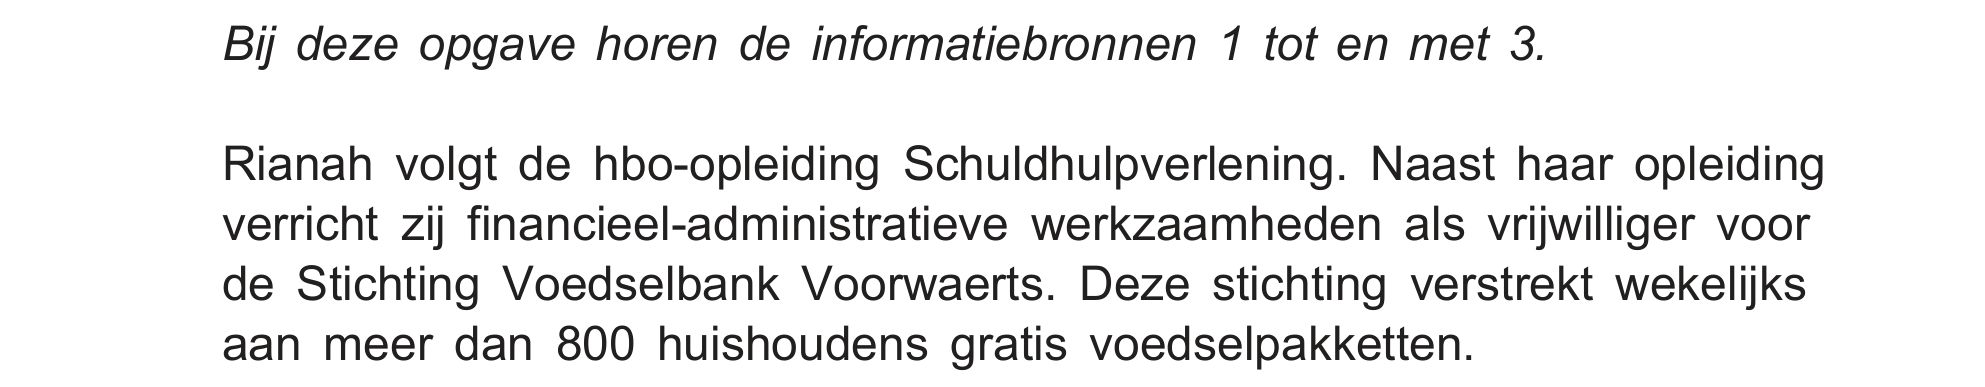 Bij deze opgave horen de informatiebronnen 1 tot en met 3.
Rianah volgt de hbo-opleiding Schuldhulpverlening. Naast haar opleiding
verricht zij financieel-administratieve werkzaamheden als vrijwilliger voor
de Stichting Voedselbank Voorwaerts. Deze stichting verstrekt wekelijks
aan meer dan 800 huishoudens gratis voedselpakketten.